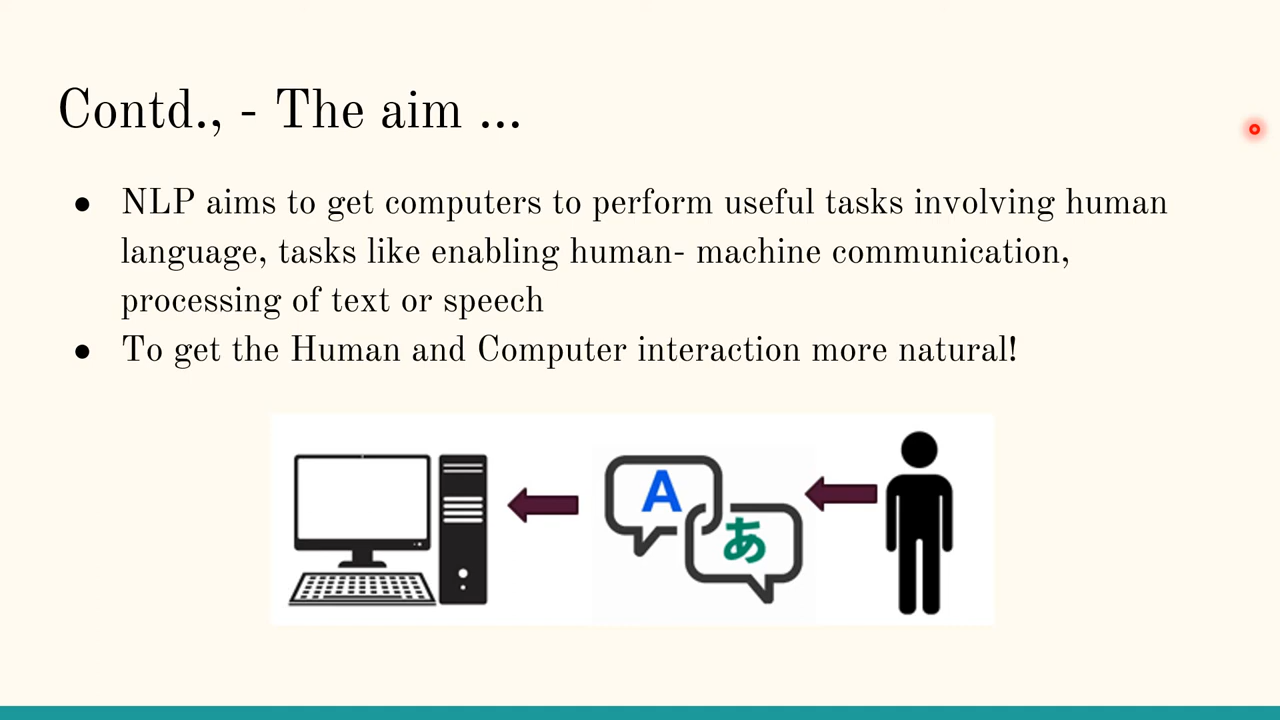 Contd., - The aim ...
● NLP aims to get computers to perform useful tasks involving human
language, tasks like enabling human- machine communication,
processing of text or speech
● To get the Human and Computer interaction more natural!
A
あ